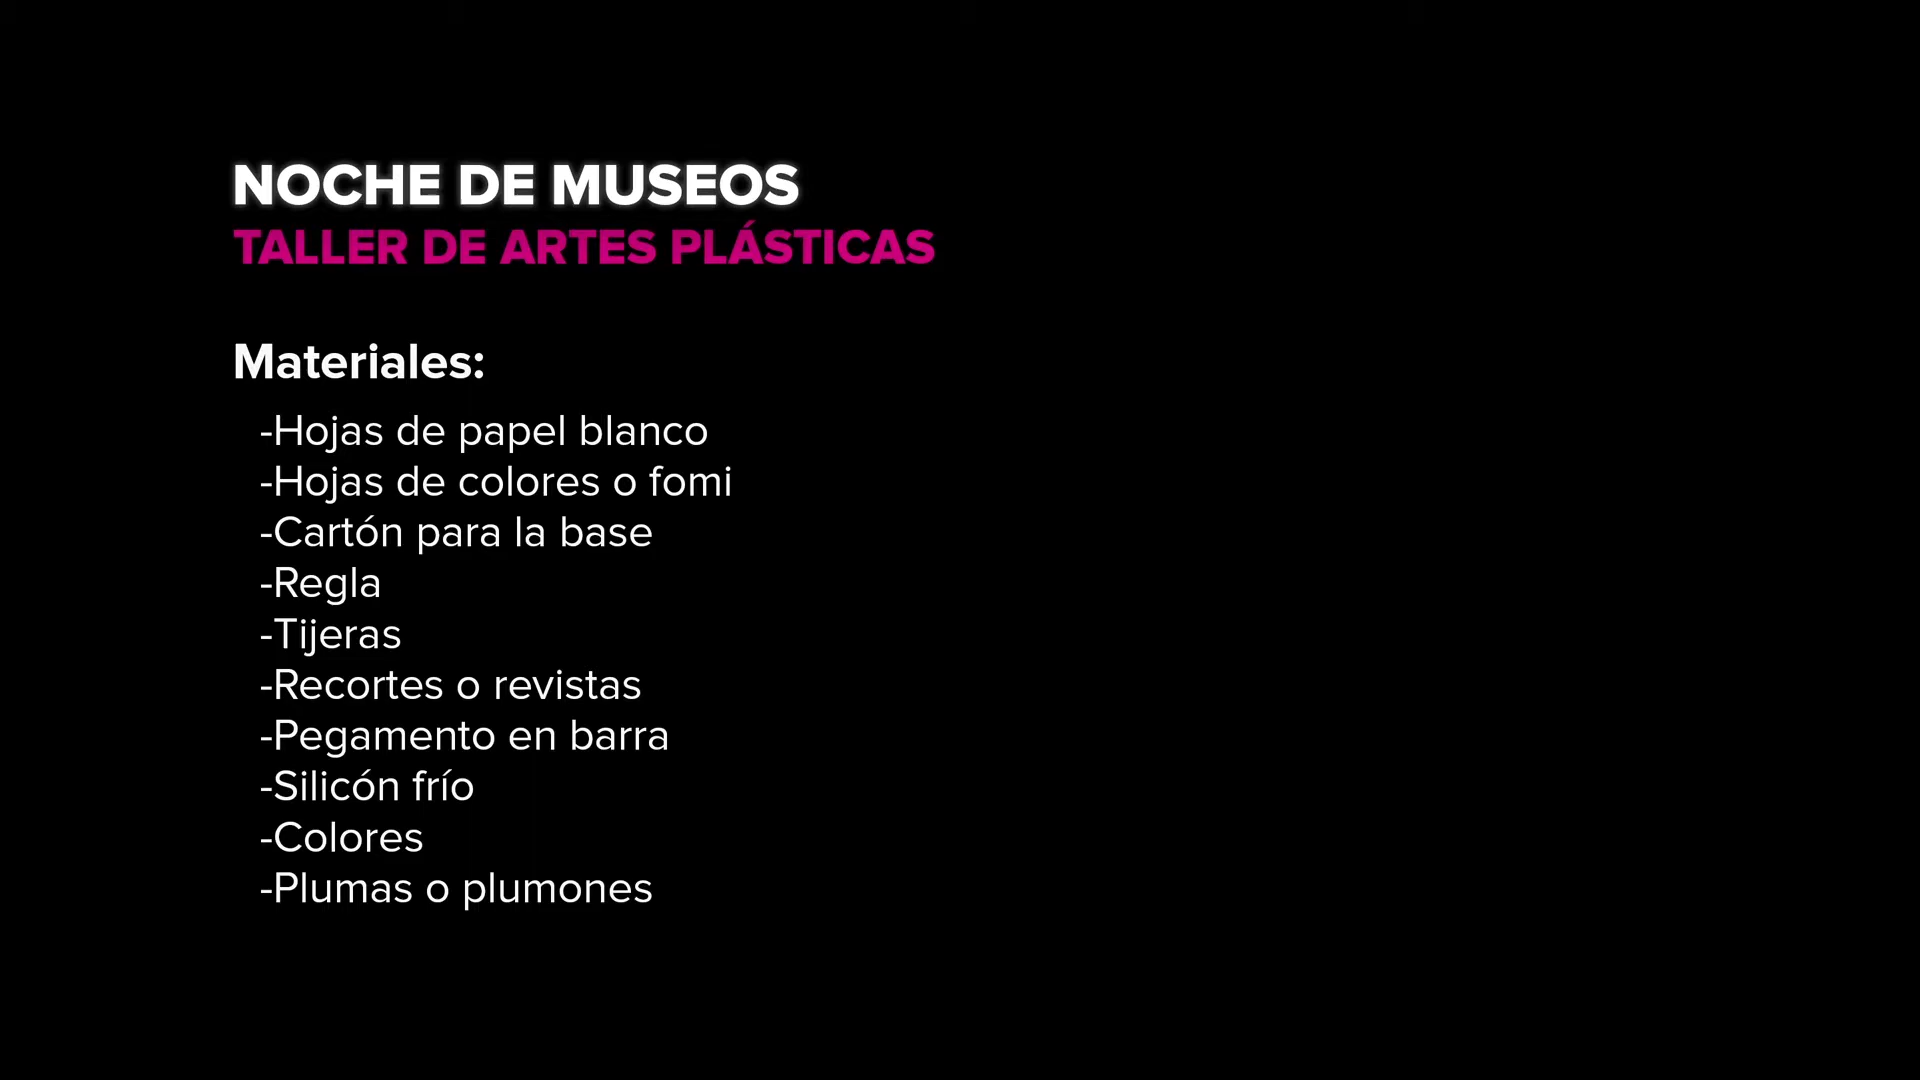 NOCHE DE MUSEOS
TALLER DE ARTES PLÁSTICAS
Materiales:
-Hojas de papel blanco
-Hojas de colores o fomi
-Cartón para la base
-Regla
-Tijeras
-Recortes o revistas
-Pegamento en barra
-Silicón frío
-Colores
-Plumas o plumones